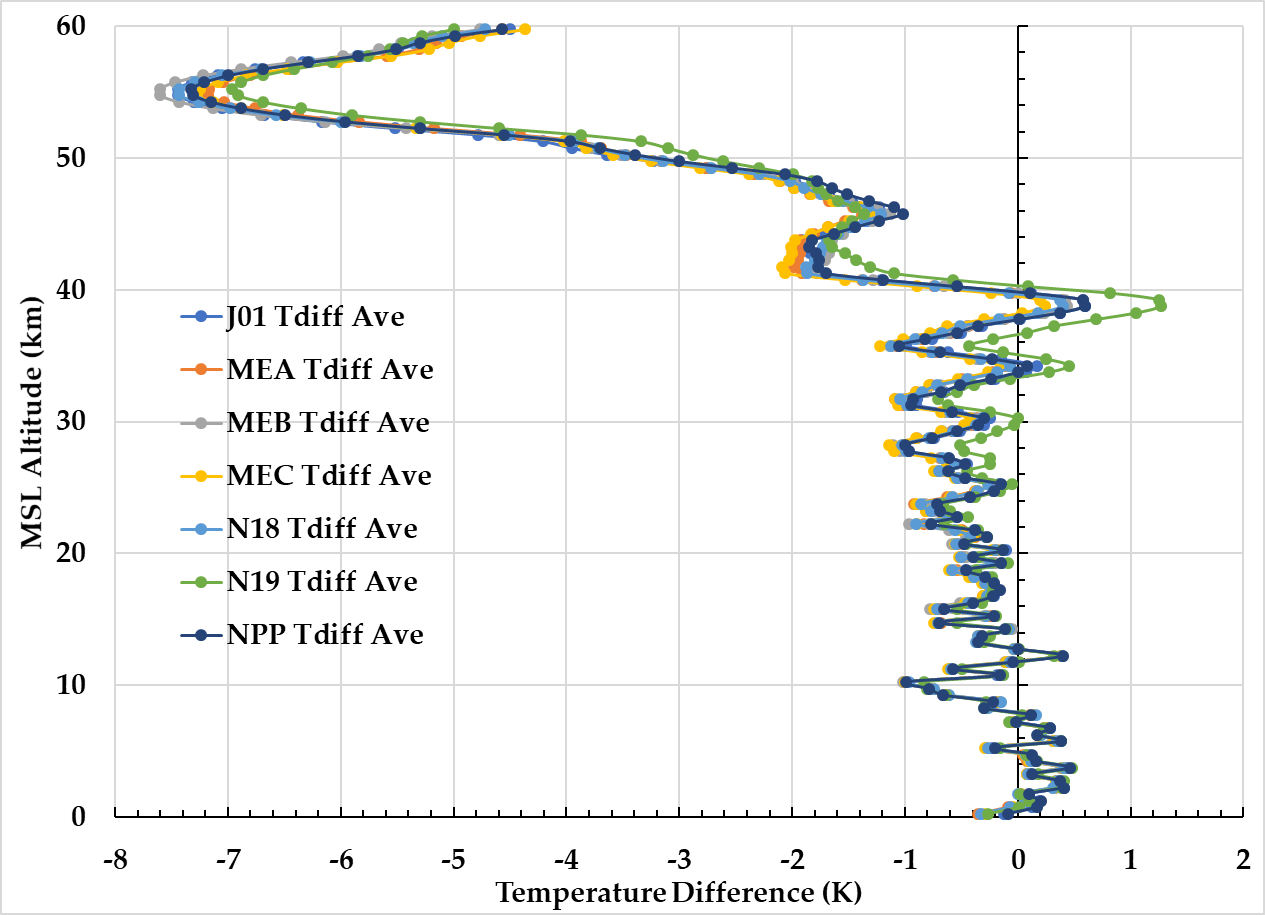 60
50
40
30
20
10
0
MSL Altitude (km)
J01 Tdiff Ave
MEA Tdiff Ave
MEB Tdiff Ave
MEC Tdiff Ave
N18 Tdiff Ave
N19 Tdiff Ave
NPP Tdiff Ave
-8 -7 -6 -5 -4 -3 -2 -1 0 1 2
Temperature Difference (K)